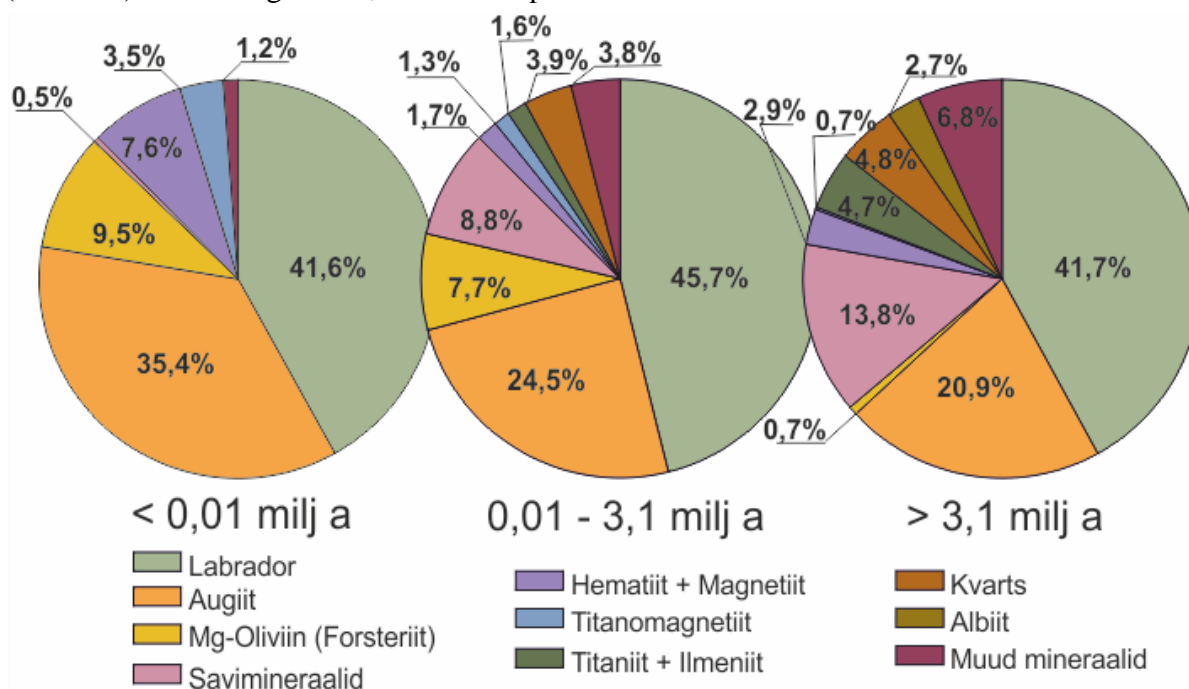 3,5%
1,2%
0,5%
7,6%
9,5%
41,6%
35,4%
1,6%
1,3%
3,9%
3,8%
1,7%
8,8%
7,7%
45,7%
24,5%
2,7%
2,9%
0,7%
6,8%
4,8%
4,7%
13,8%
41,7%
20,9%
0,7%
< 0,01 milj a
0,01 - 3,1 milj a
> 3,1 milj a
Labrador
Augiit
Mg-Oliviin (Forsteriit)
Savimineraalid
Hematiit + Magnetiit
Titanomagnetiit
Titaniit + Ilmeniit
Kvarts
Albiit
Muud mineraalid